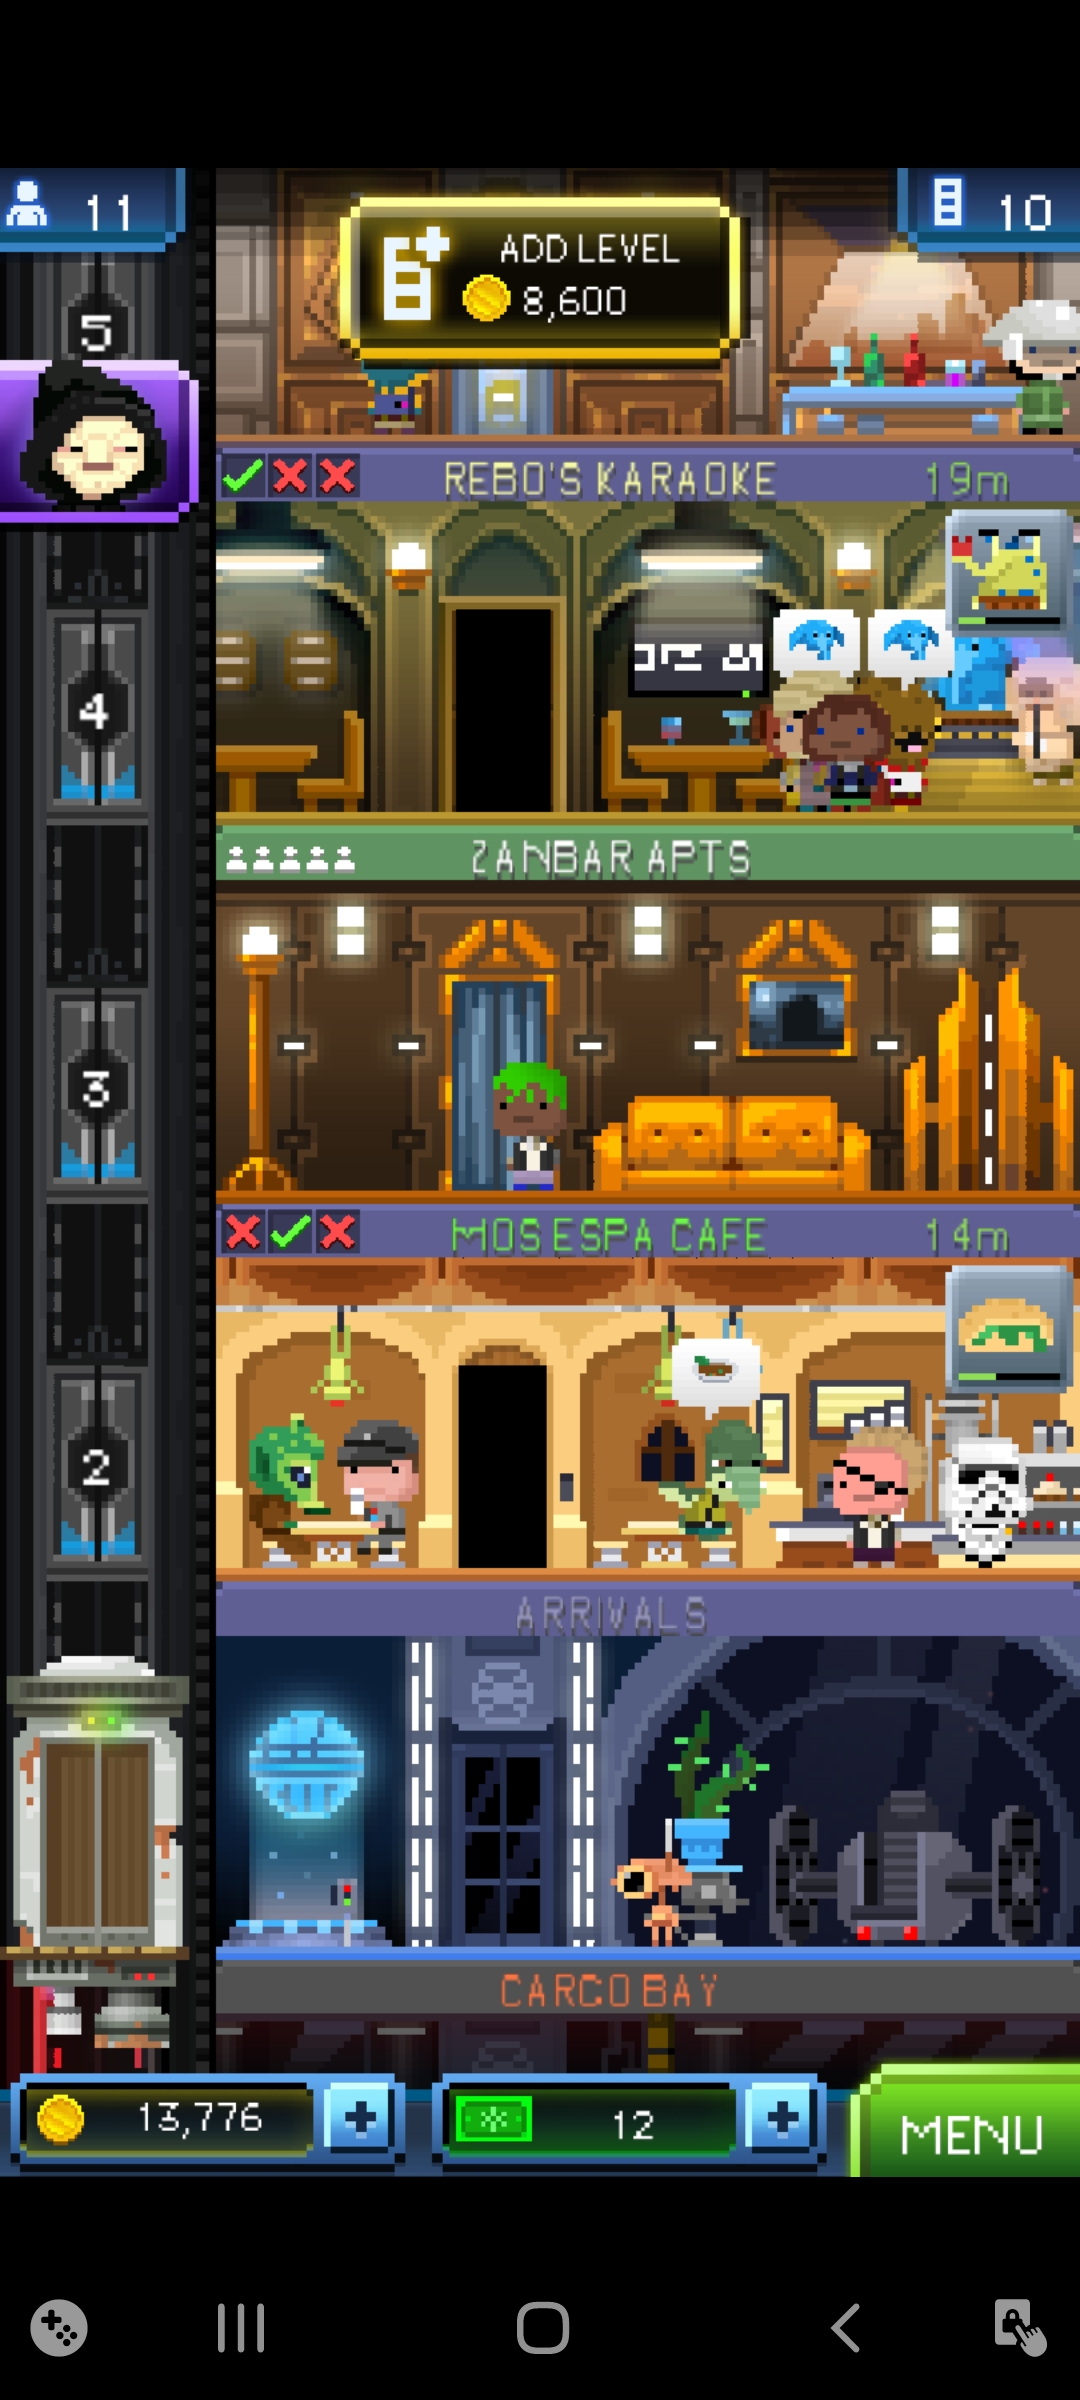 11
ADD LEVEL
8,600
10
5
REBO'S KARAOKE
19m
4
ZANBAR APTS
3
MOS ESPA CAFE
14m
2
ARRIVALS
CARGO BAY
13,776
+
12
+
MENU